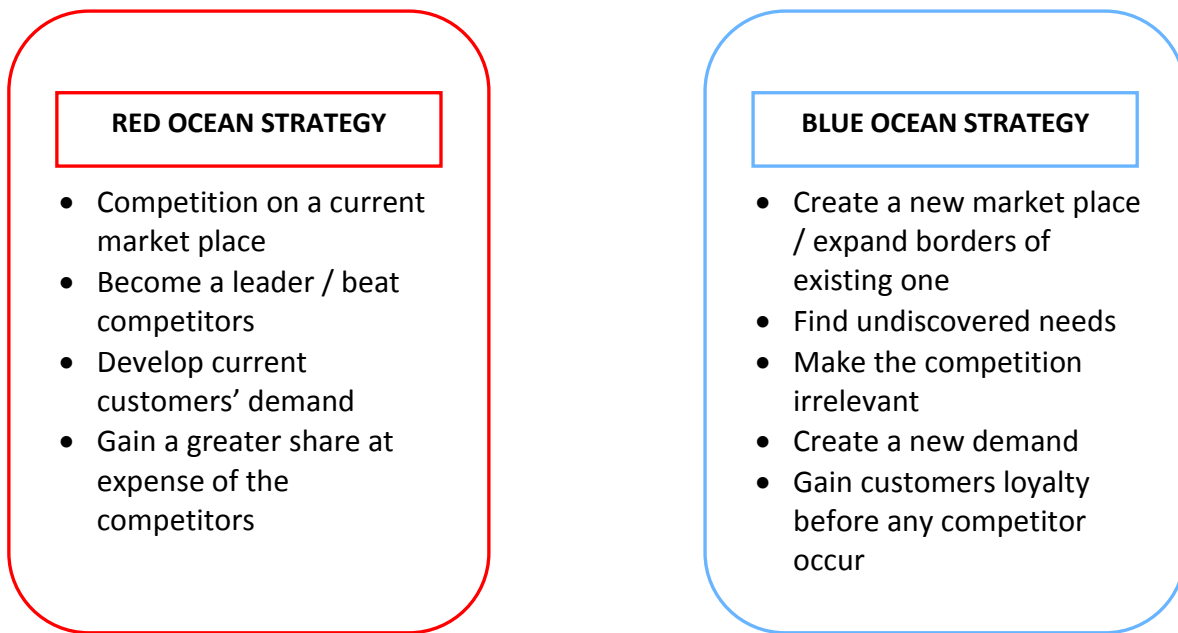 RED OCEAN STRATEGY
• Competition on a current
market place
• Become a leader / beat
competitors
• Develop current
customers’ demand
• Gain a greater share at
expense of the
competitors
BLUE OCEAN STRATEGY
• Create a new market place
/ expand borders of
existing one
• Find undiscovered needs
• Make the competition
irrelevant
• Create a new demand
• Gain customers loyalty
before any competitor
occur